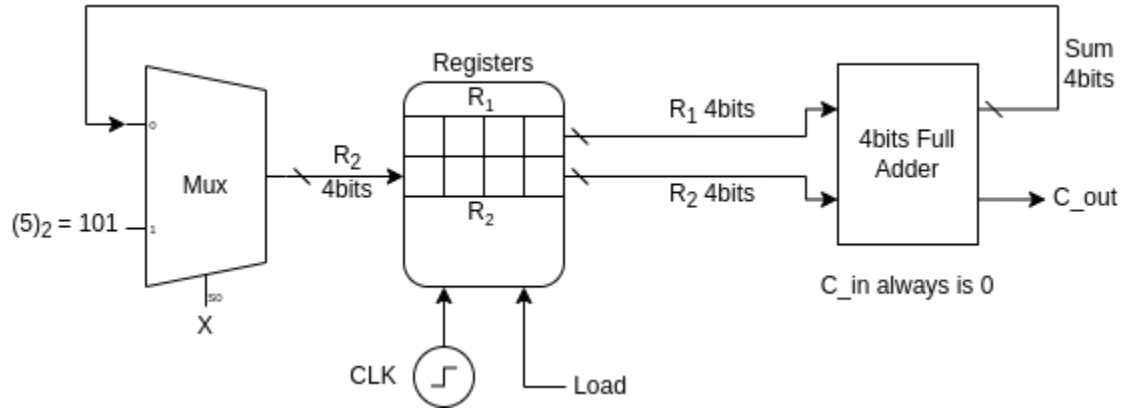 Sum
4bits
Registers
R1
R1 4bits
0
4bits Full
Adder
R2
4bits
Mux
R2 4bits
C_out
(5)2 = 101
1
R2
C_in always is 0
S0
X
CLK
Load